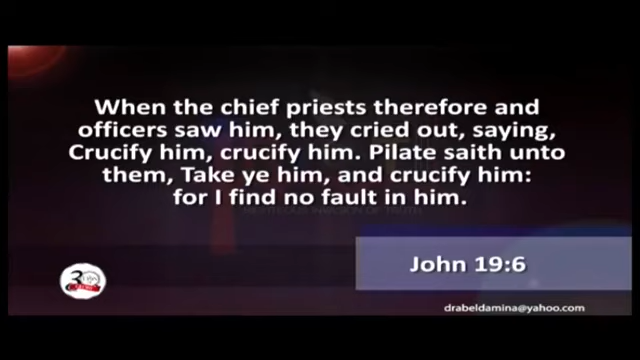 When the chief priests therefore and
officers saw him, they cried out, saying,
Crucify him, crucify him. Pilate saith unto
them, Take ye him, and crucify him:
for I find no fault in him.
John 19:6
drabeldamina@yahoo.com